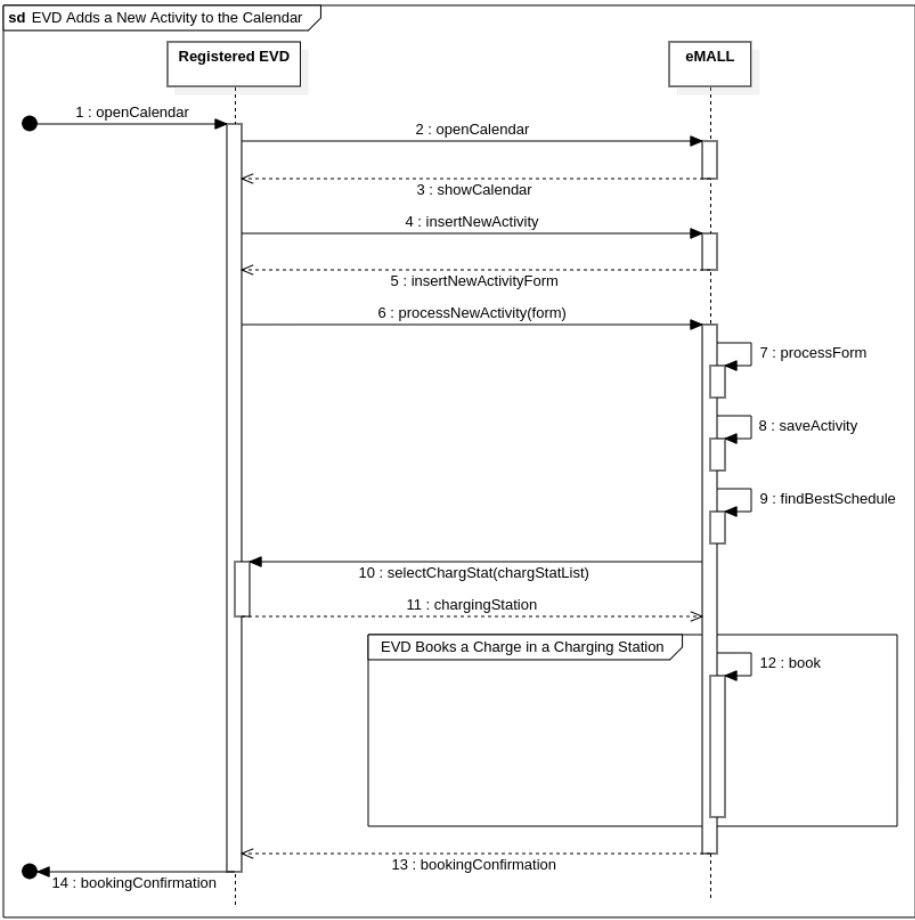 sd EVD Adds a New Activity to the Calendar
Registered EVD
eMALL
1 : openCalendar
2 : openCalendar
3 : showCalendar
4 : insertNewActivity
5 : insertNewActivityForm
6 : processNewActivity(form)
7 : processForm
8 : saveActivity
9 : findBestSchedule
10 : selectChargStat(chargStatList)
11 : chargingStation
EVD Books a Charge in a Charging Station
12 : book
13 : bookingConfirmation
14 : bookingConfirmation